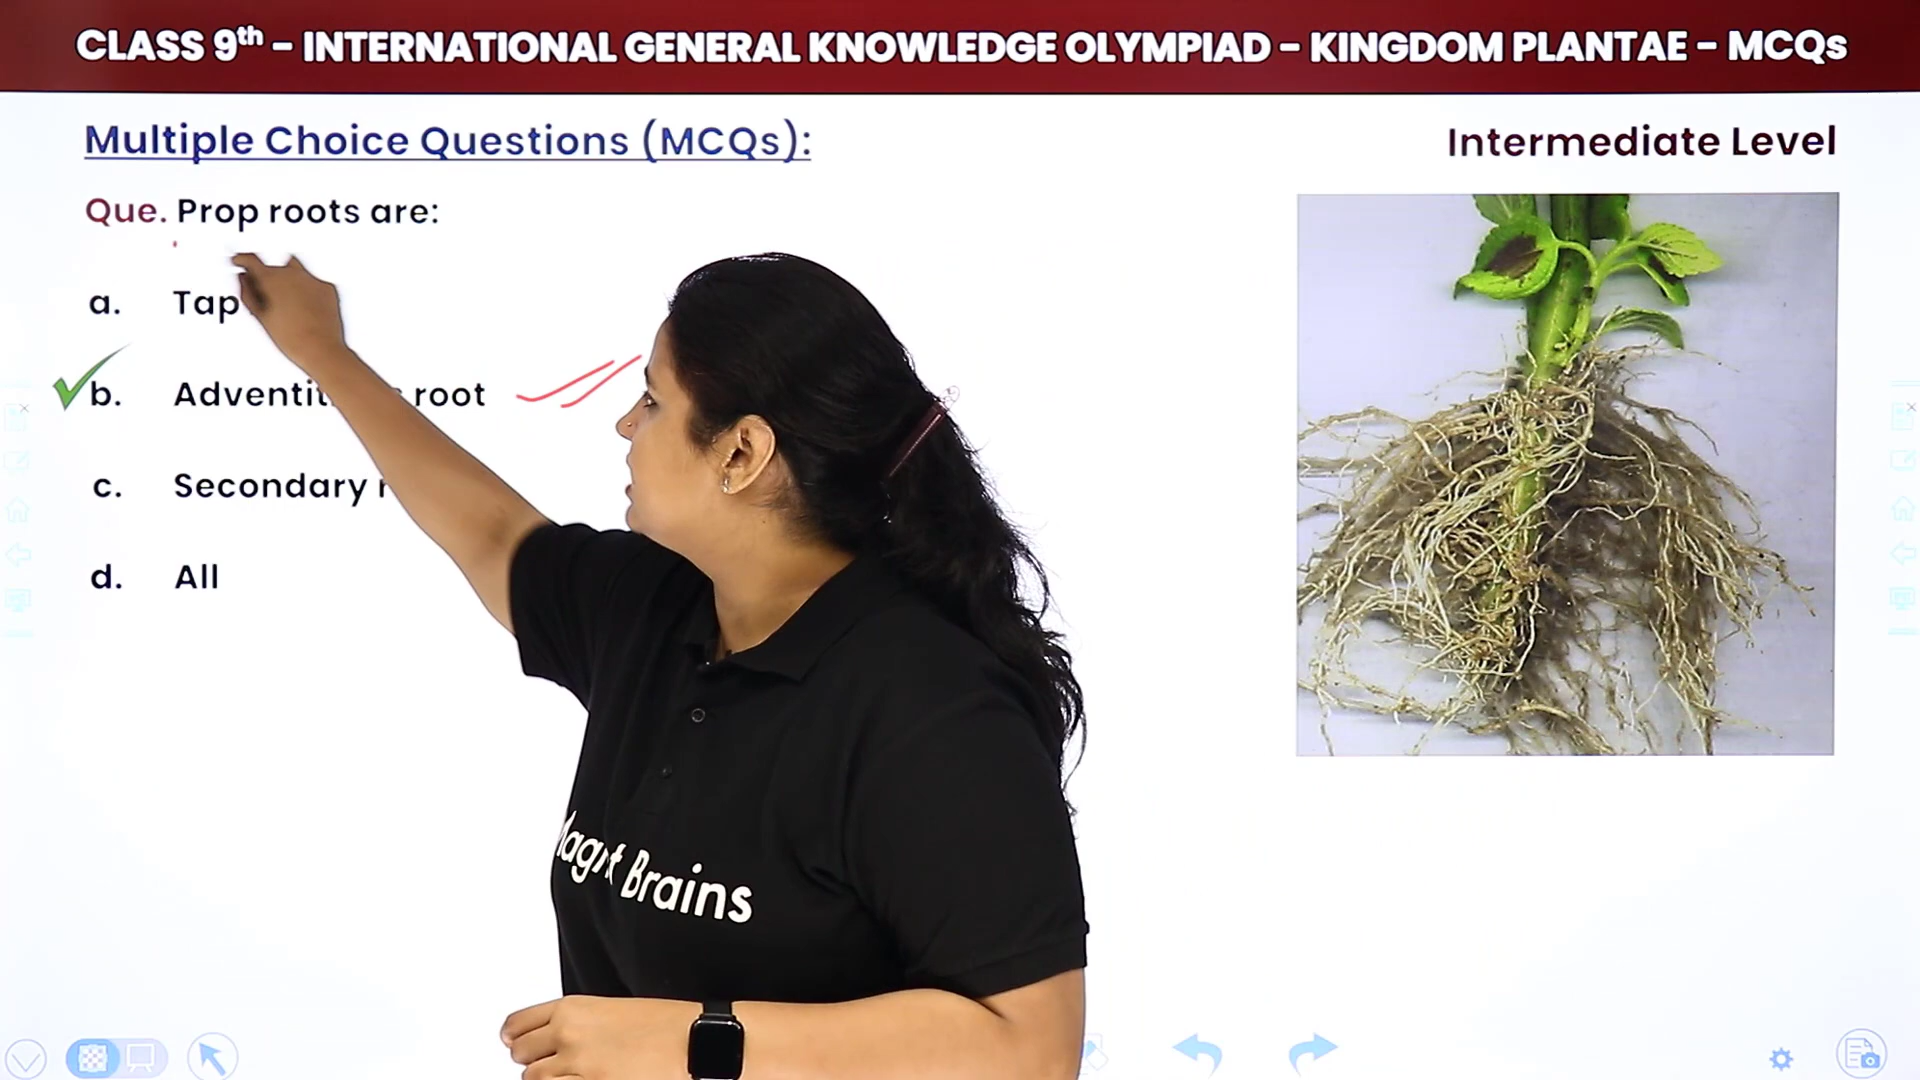 CLASS 9th – INTERNATIONAL GENERAL KNOWLEDGE OLYMPIAD – KINGDOM PLANTAE – MCQs
Multiple Choice Questions (MCQs):
Intermediate Level
Que. Prop roots are:
a. Tap
b. root
c. Secondary
d. All
Brains